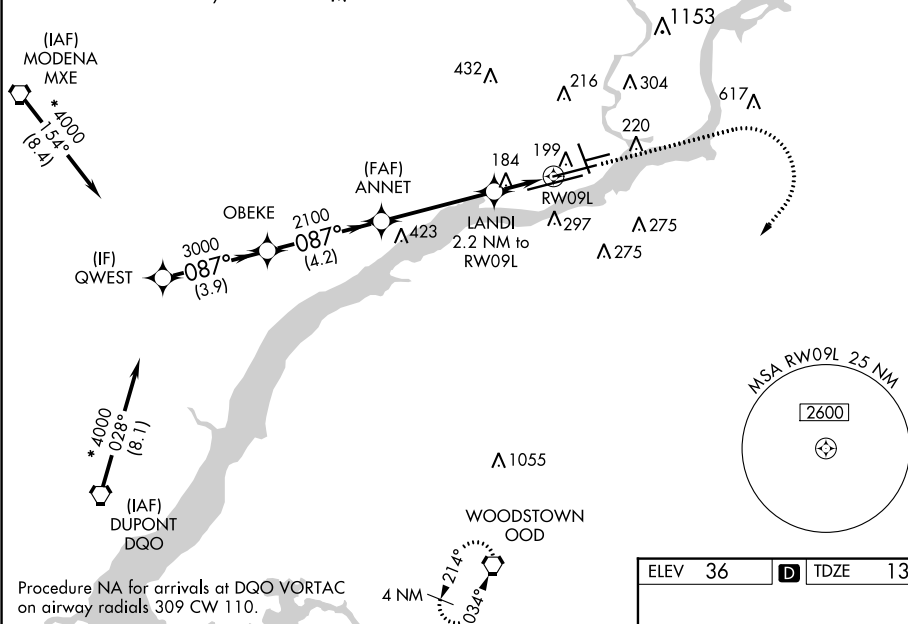 1153
(IAF)
MODENA
MXE
432
216
304
617
*4000
154°
(8.4)
220
199
184
(FAF)
ANNET
RW09L
OBEKE
2100
087°
(4.2)
LANDI
2.2 NM to
RW09L
297
275
275
423
(IF)
QWEST
3000
087°
(3.9)
MSA RW09L 25 NM
2600
*4000
028°
(8.1)
1055
(IAF)
DUPONT
DQO
WOODSTOWN
OOD
214°
034°
4 NM
Procedure NA for arrivals at DQO VORTAC
on airway radials 309 CW 110.
ELEV 36 D TDZE 13